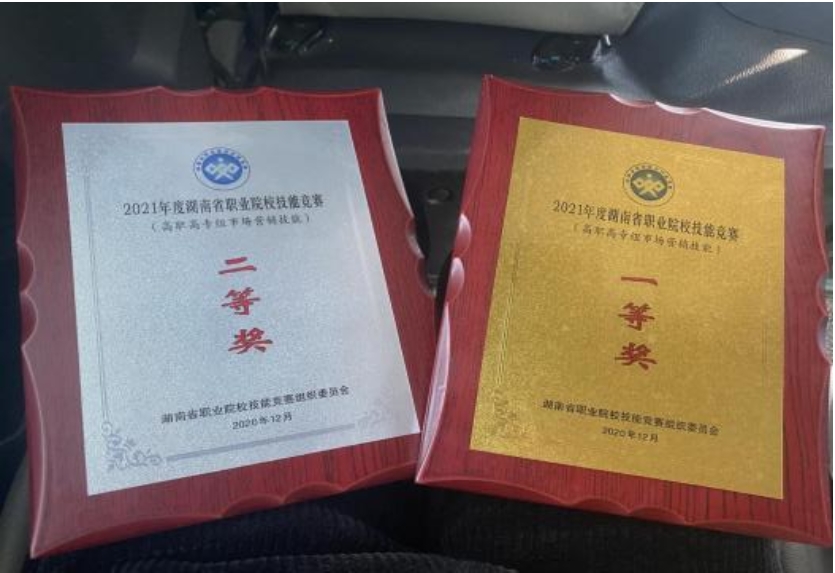 2021年度湖南省职业院校技能竞赛
(高职高专组市场营销技能)
二
等
奖
湖南省职业院校技能竞赛组织委员会
2020年12月
2021年度湖南省职业院校技能竞赛
(高职高专组市场营销技能)
一
等
奖
湖南省职业院校技能竞赛组织委员会
2020年12月